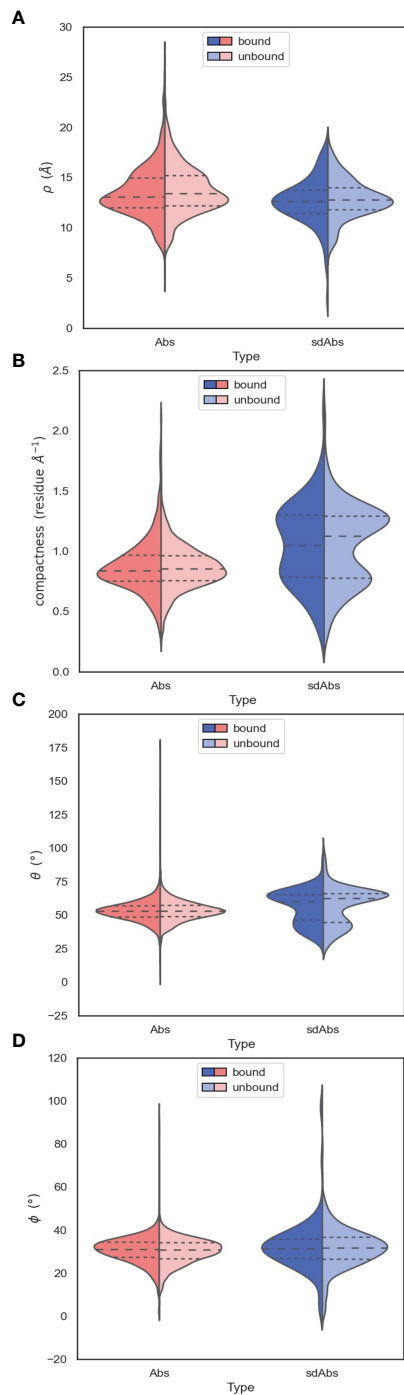 A
30
25
20
15
10
5
0
ρ (Å)
bound
unbound
Abs
sdAbs
Type
B
2.5
2.0
1.5
1.0
0.5
0.0
compactness (residue Å⁻¹)
bound
unbound
Abs
sdAbs
Type
C
200
175
150
125
100
75
50
25
0
−25
θ (°)
bound
unbound
Abs
sdAbs
Type
D
120
100
80
60
40
20
0
−20
ϕ (°)
bound
unbound
Abs
sdAbs
Type